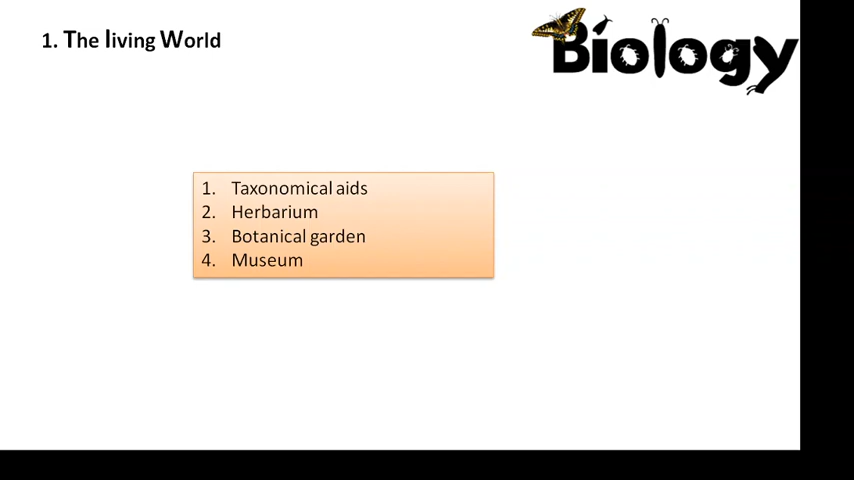 1. The living World
Biology
1. Taxonomical aids
2. Herbarium
3. Botanical garden
4. Museum